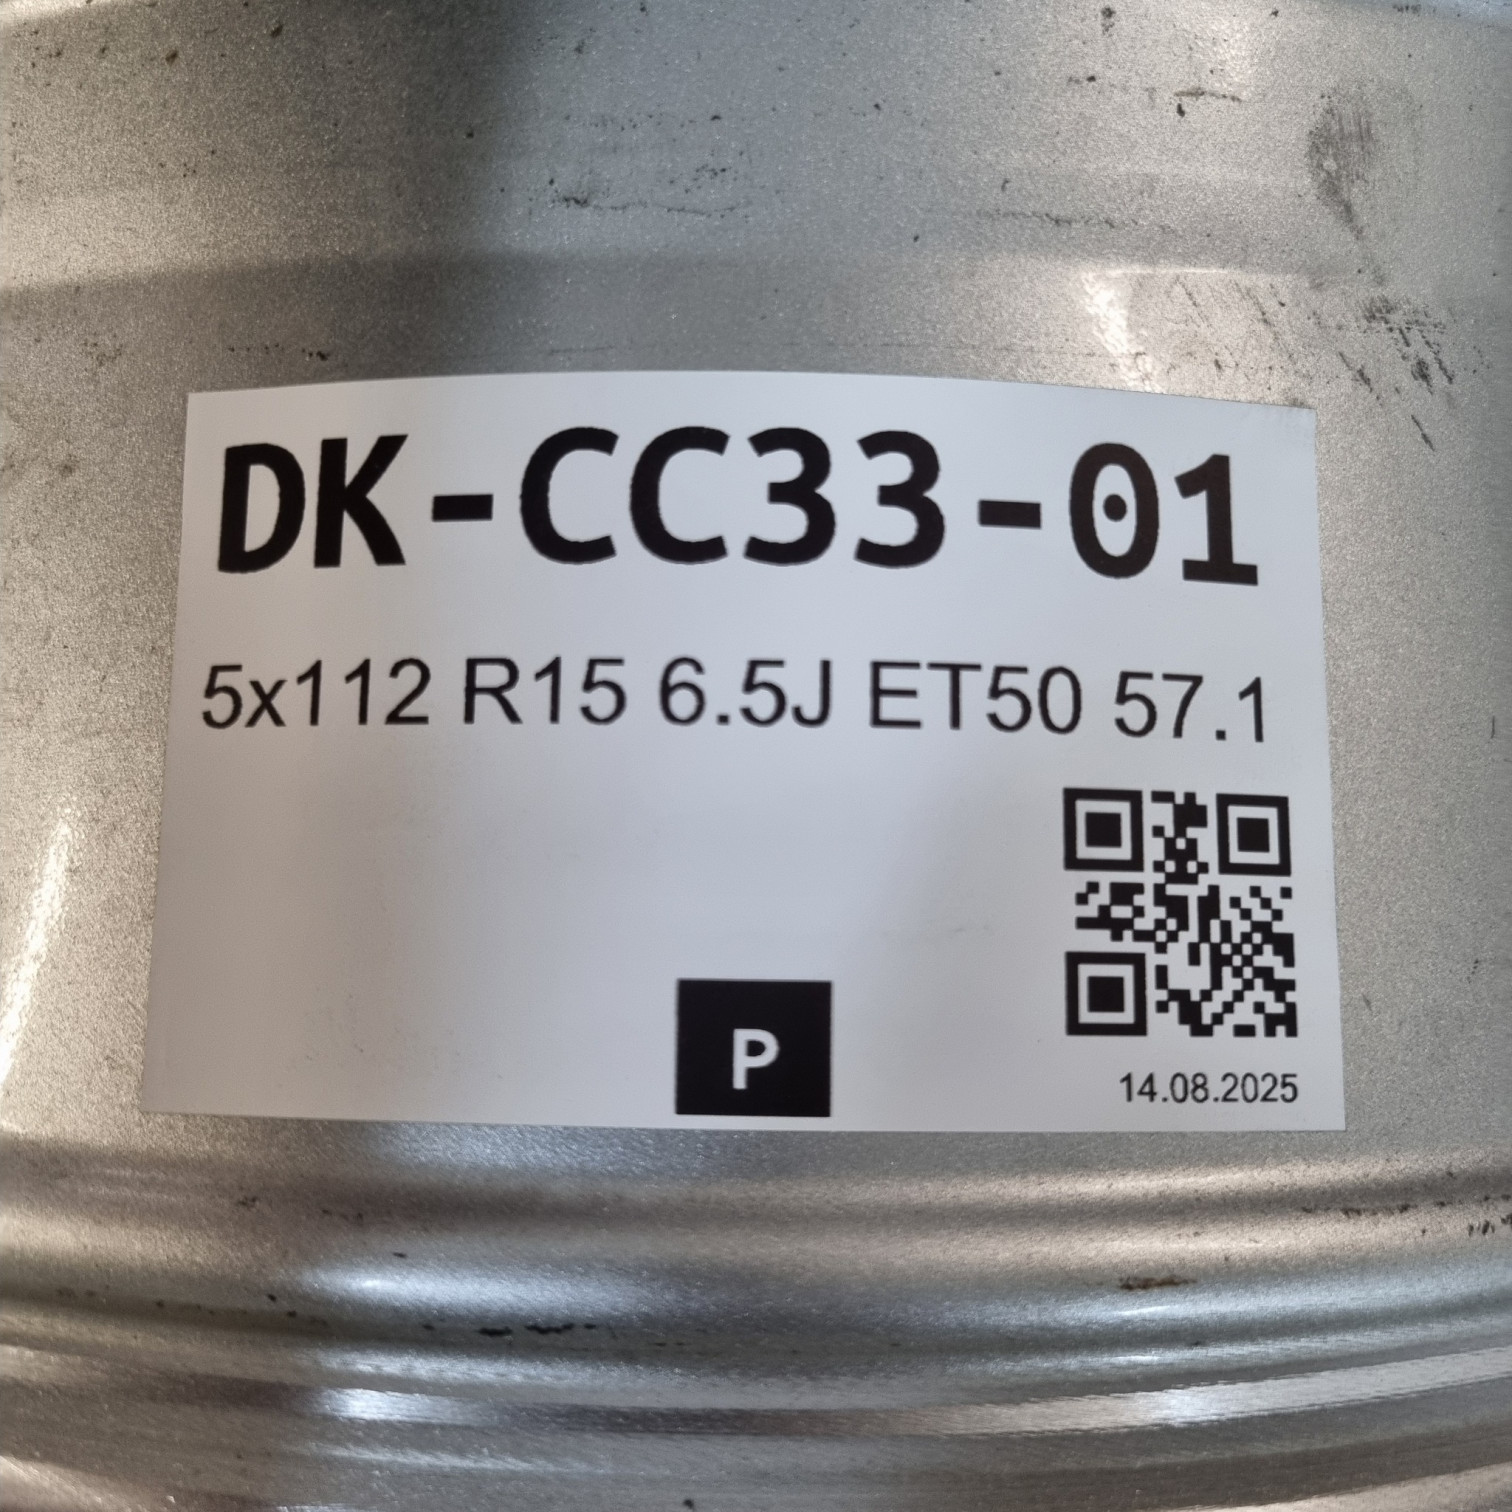 DK-CC33-01
5x112 R15 6.5J ET50 57.1
P
14.08.2025